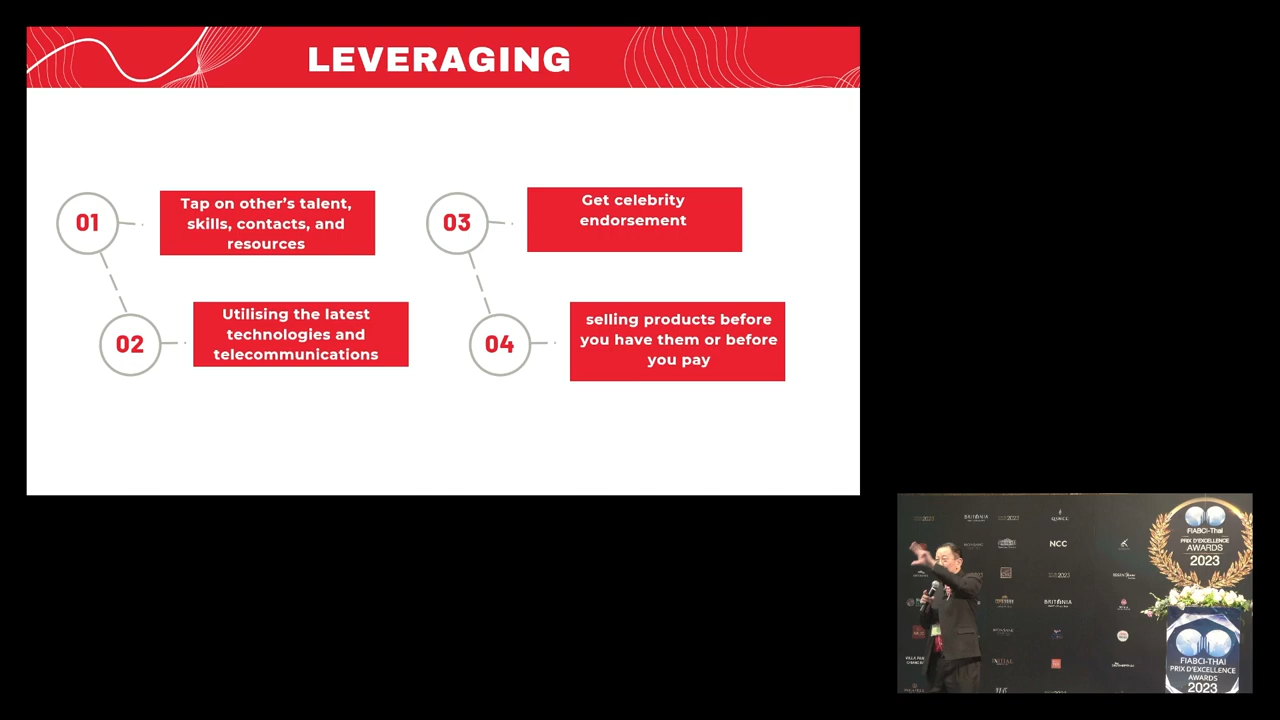 LEVERAGING
01
Tap on other's talent,
skills, contacts, and
resources
02
Utilising the latest
technologies and
telecommunications
03
Get celebrity
endorsement
04
selling products before
you have them or before
you pay
BRITANIA
NCC
BRITANIA
FIABCI-Thai
PRIX D'EXCELLENCE
AWARDS
2023
FIABCI-THAI
PRIX D'EXCELLENCE
AWARDS
2023